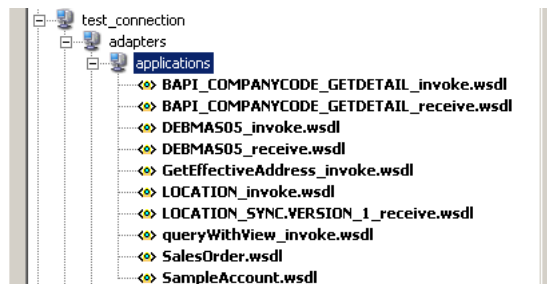 test_connection
adapters
applications
BAPI_COMPANYCODE_GETDETAIL_invoke.wsdl
BAPI_COMPANYCODE_GETDETAIL_receive.wsdl
DEBMAS05_invoke.wsdl
DEBMAS05_receive.wsdl
GetEffectiveAddress_invoke.wsdl
LOCATION_invoke.wsdl
LOCATION_SYNC.VERSION_1_receive.wsdl
queryWithView_invoke.wsdl
SalesOrder.wsdl
SampleAccount.wsdl